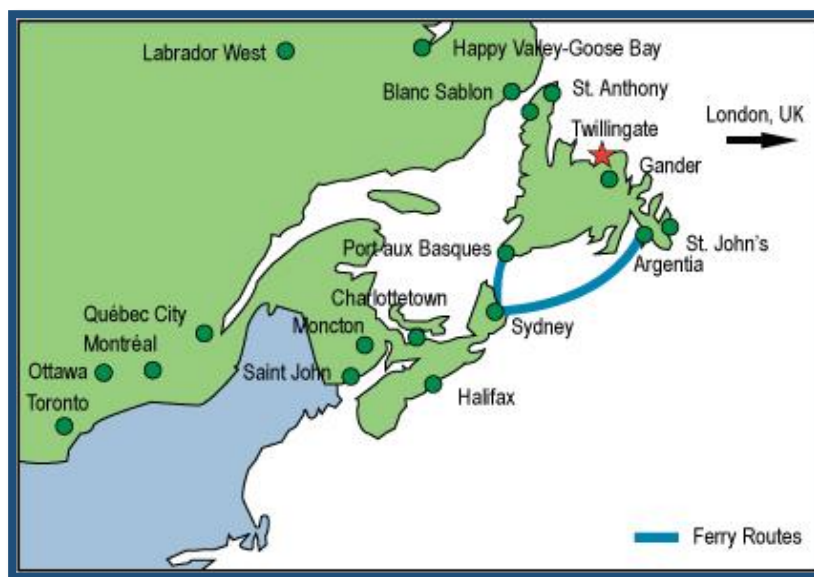 Labrador West
Happy Valey-Goose Bay
Blanc Sablon
St. Anthony
London, UK
Twillingate
Gander
Port aux Basques
St. John's
Argentia
Charlottetown
Québec City
Moncton
Sydney
Montréal
Ottawa
Saint John
Halifax
Toronto
Ferry Routes